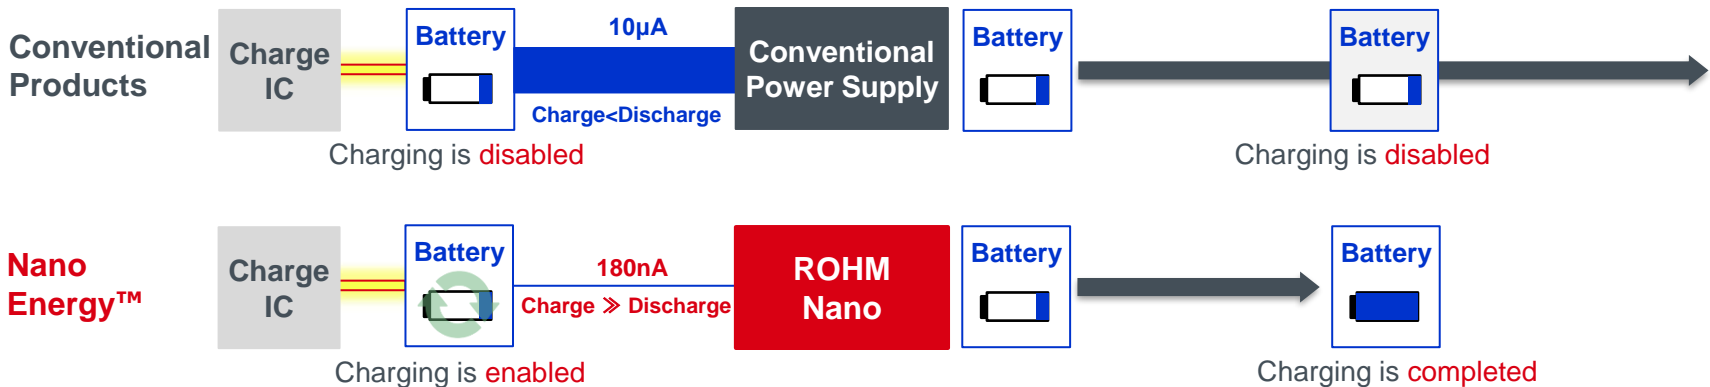 Conventional
Products
Charge
IC
Battery
10µA
Charge<Discharge
Conventional
Power Supply
Battery
Battery
Charging is disabled
Charging is disabled
Nano
Energy™
Charge
IC
Battery
180nA
Charge ≫ Discharge
ROHM
Nano
Battery
Battery
Charging is enabled
Charging is completed